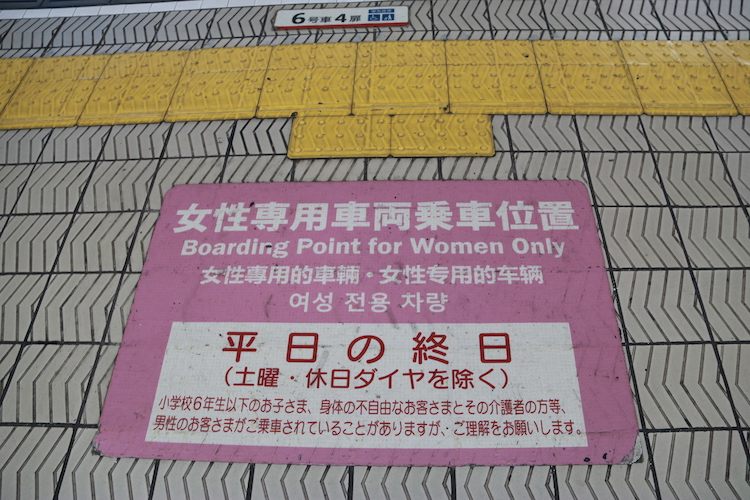 6号車4扉
女性専用車両乗車位置
Boarding Point for Women Only
女性専用的車輛・女性专用的车辆
여성 전용 차량
平日の終日
(土曜・休日ダイヤを除く)
小学校6年生以下のお子さま、身体の不自由なお客さまとその介護者の方等、
男性のお客さまがご乗車されていることがありますが、ご理解をお願いします。